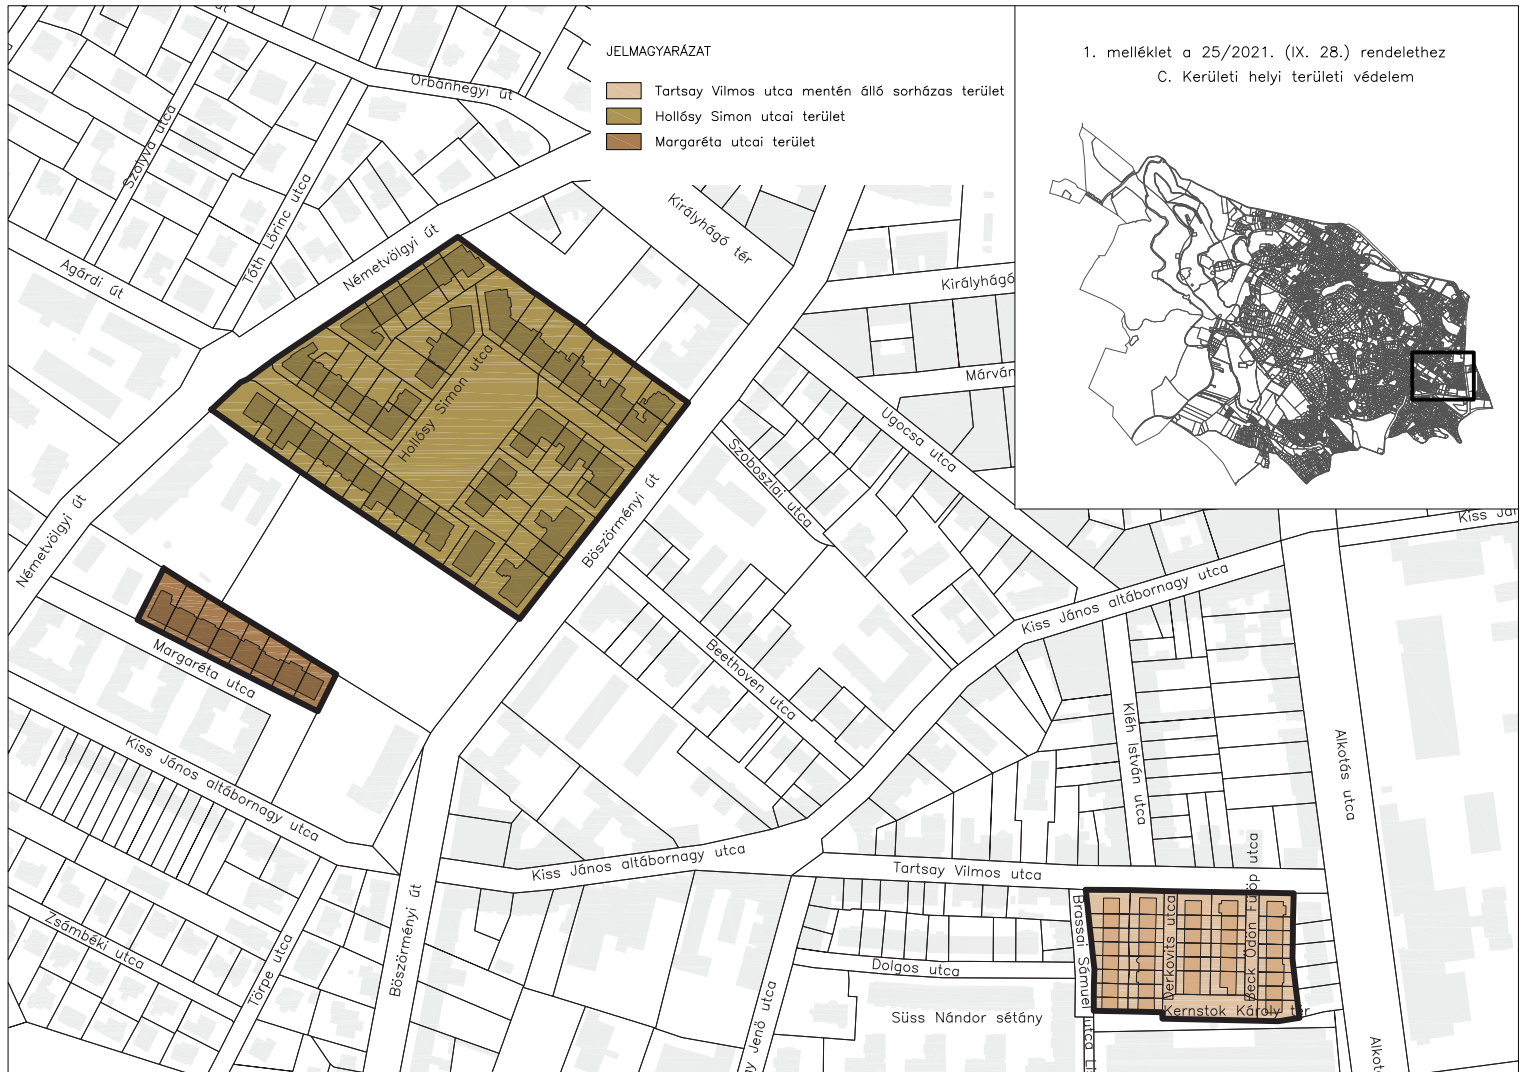 út
Orbánhegyi út
Szolyva utca
Tóth Lőrinc utca
Agárdi út
Németvölgyi út
JELMAGYARÁZAT
Tartsay Vilmos utca mentén álló sorházas terület
Hollósy Simon utcai terület
Margaréta utcai terület
1. melléklet a 25/2021. (IX. 28.) rendelethez
C. Kerületi helyi területi védelem
Királyhágó tér
Királyhágó
Márván
Ugocsa utca
Szoboszlai utca
Hollósy Simon utca
Böszörményi út
Németvölgyi út
Margaréta utca
Beethoven utca
Kiss János altábornagy utca
Kiss Já
Kléh István utca
Alkotás utca
Kiss János altábornagy utca
Kiss János altábornagy utca
Tartsay Vilmos utca
Zsámbéki utca
Törpe utca
Böszörményi út
Dolgos utca
Süss Nándor sétány
y Jenő utca
Brassai Sámuel utca
Derkovits utca
Beck Ödön Fülöp utca
Kernstok Károly tér
Alkot